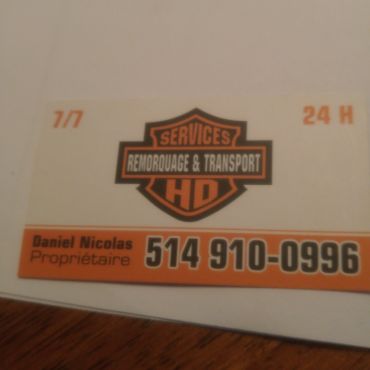 7/7 24 H
SERVICES
REMORQUAGE & TRANSPORT
HD
Daniel Nicolas
Propriétaire
514 910-0996